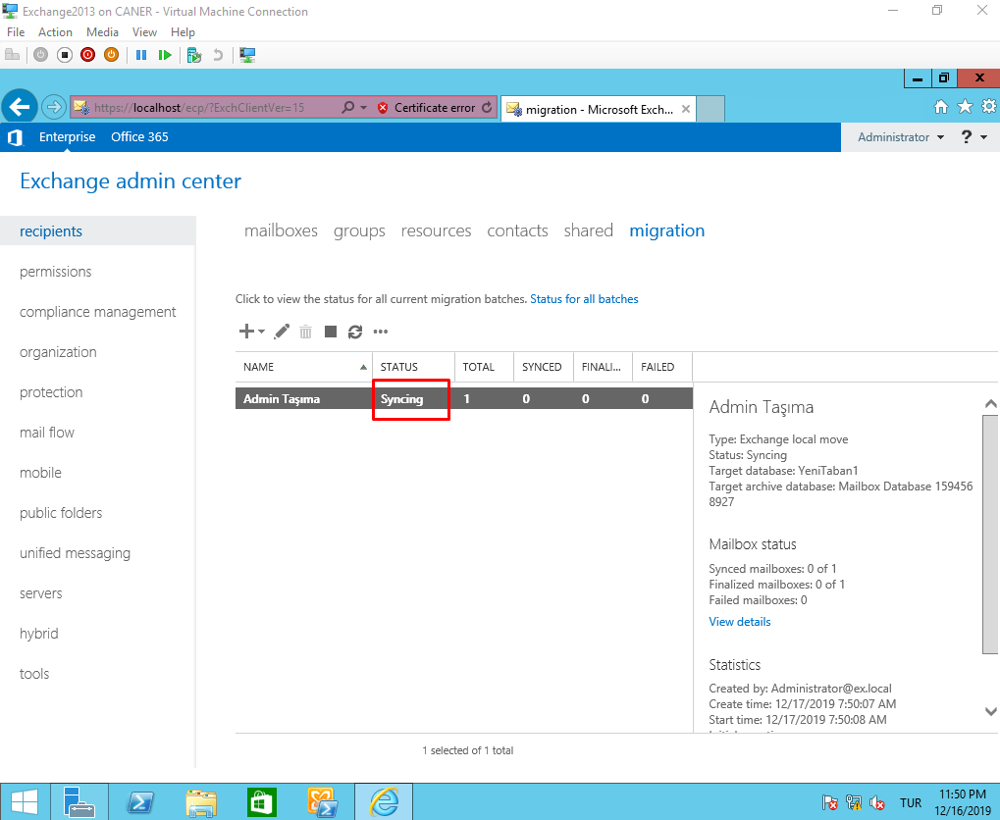 Exchange2013 on CANER - Virtual Machine Connection
File Action Media View Help
https://localhost/ecp/?ExchClientVer=15
Certificate error
migration - Microsoft Exch...
Enterprise Office 365
Administrator ?
Exchange admin center
recipients
permissions
compliance management
organization
protection
mail flow
mobile
public folders
unified messaging
servers
hybrid
tools
mailboxes groups resources contacts shared migration
Click to view the status for all current migration batches. Status for all batches
NAME STATUS TOTAL SYNCED FINALI... FAILED
Admin Taşıma Syncing 1 0 0 0
Admin Taşıma
Type: Exchange local move
Status: Syncing
Target database: YeniTaban1
Target archive database: Mailbox Database 159456
8927
Mailbox status
Synced mailboxes: 0 of 1
Finalized mailboxes: 0 of 1
Failed mailboxes: 0
View details
Statistics
Created by: Administrator@ex.local
Create time: 12/17/2019 7:50:07 AM
Start time: 12/17/2019 7:50:08 AM
1 selected of 1 total
TUR
11:50 PM
12/16/2019